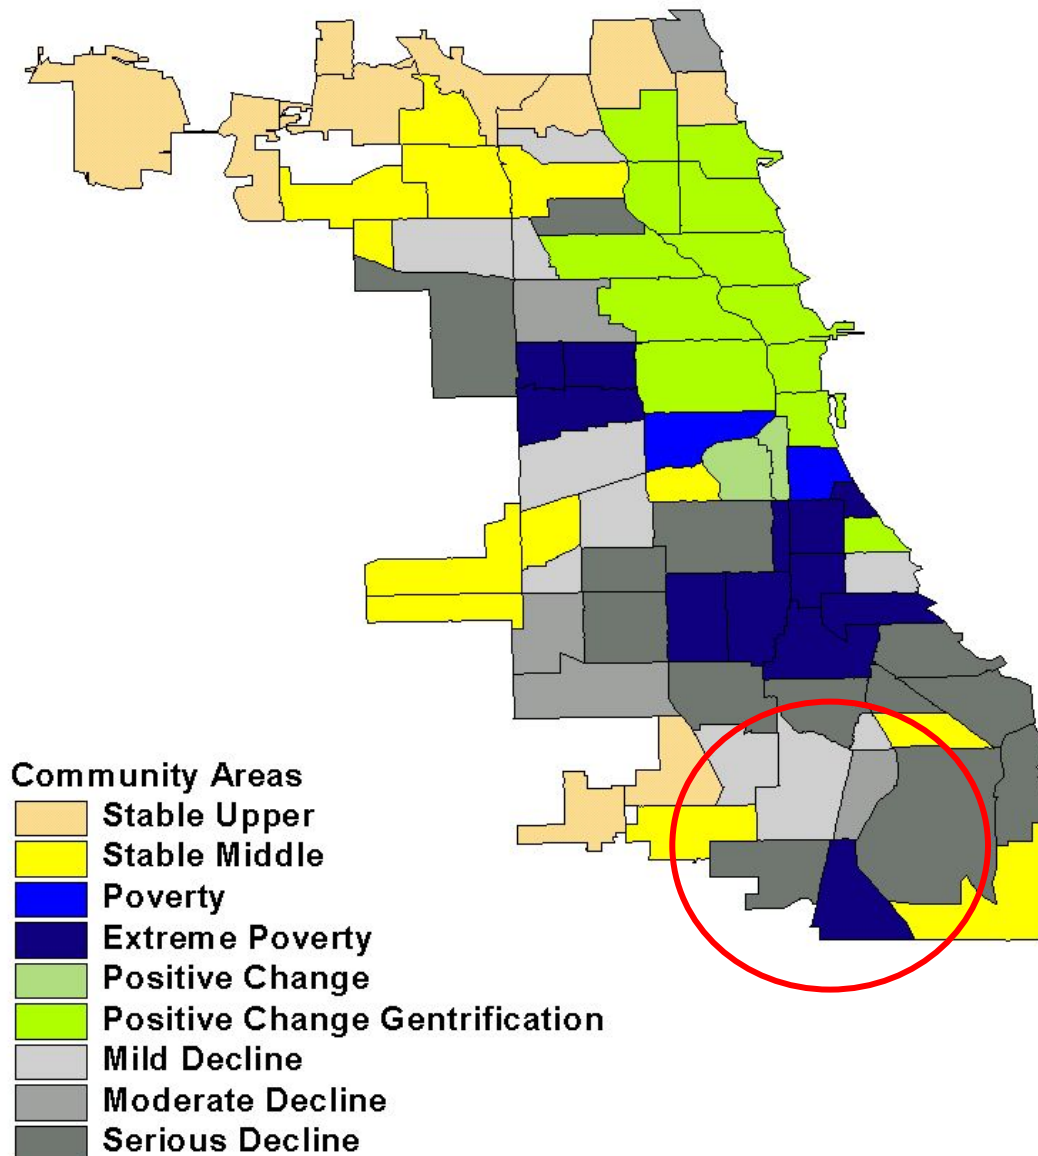 Community Areas
Stable Upper
Stable Middle
Poverty
Extreme Poverty
Positive Change
Positive Change Gentrification
Mild Decline
Moderate Decline
Serious Decline